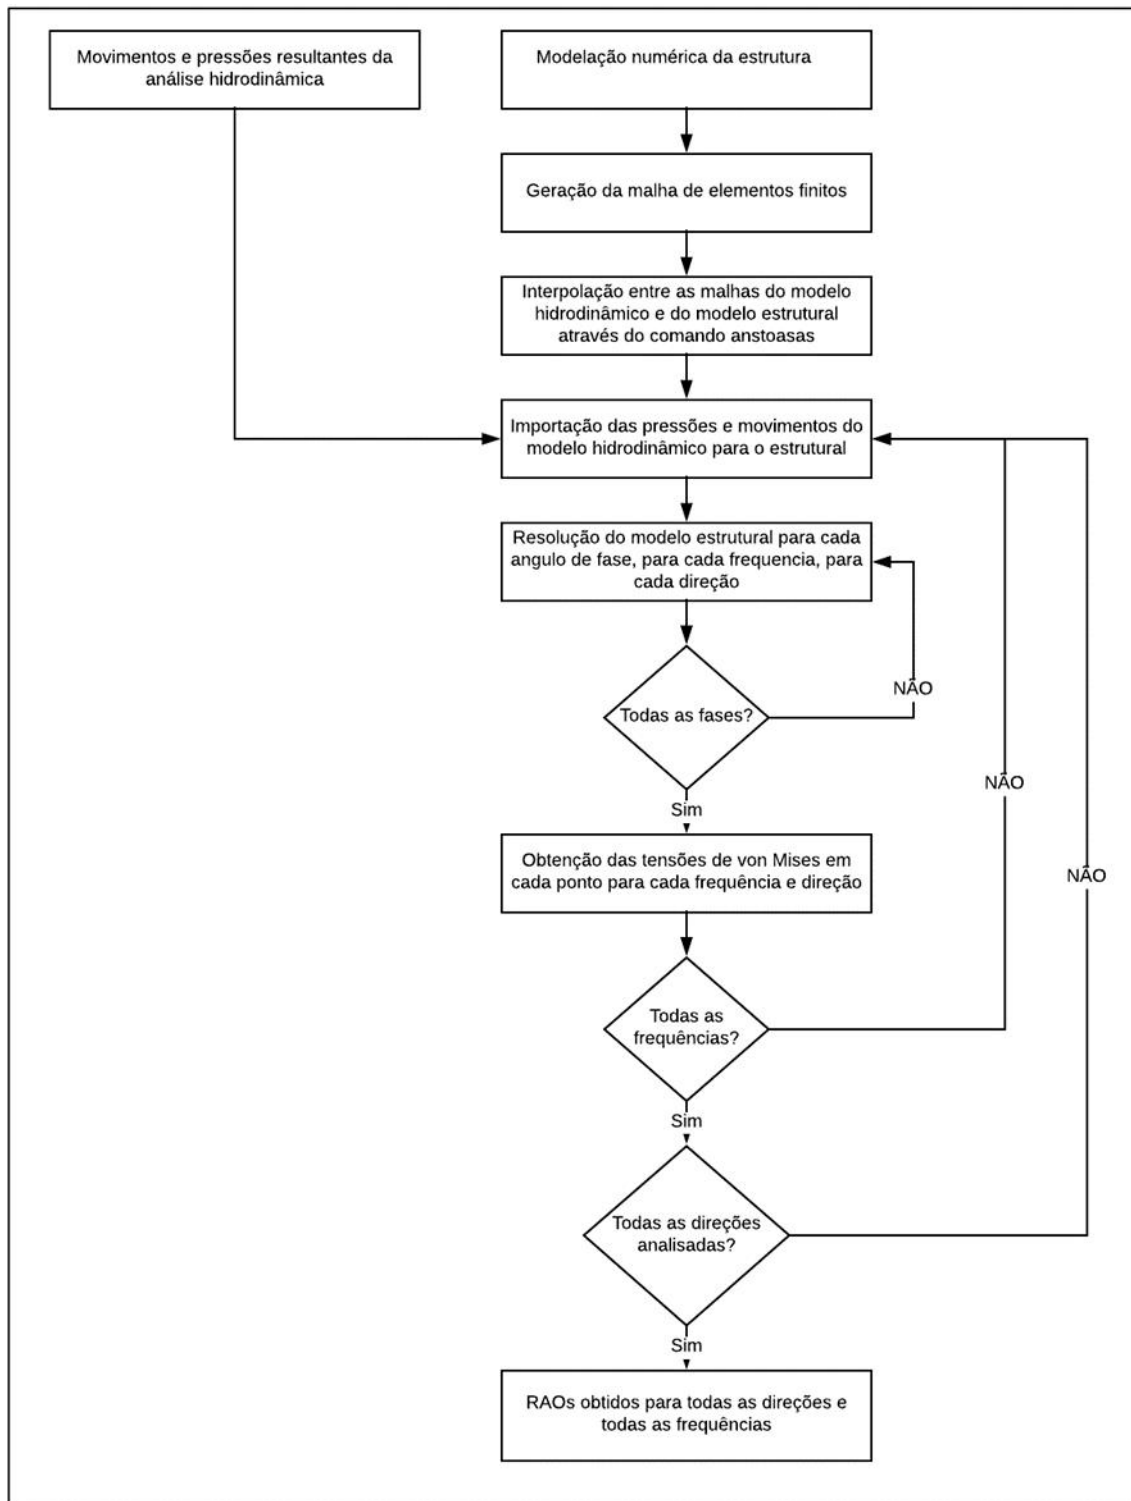 Movimentos e pressões resultantes da
análise hidrodinâmica
Modelação numérica da estrutura
Geração da malha de elementos finitos
Interpolação entre as malhas do modelo
hidrodinâmico e do modelo estrutural
através do comando anstoasas
Importação das pressões e movimentos do
modelo hidrodinâmico para o estrutural
Resolução do modelo estrutural para cada
angulo de fase, para cada frequencia, para
cada direção
NÃO
Todas as fases?
NÃO
Sim
Obtenção das tensões de von Mises em
cada ponto para cada frequência e direção
NÃO
Todas as
frequências?
Sim
Todas as direções
analisadas?
Sim
RAOs obtidos para todas as direções e
todas as frequências